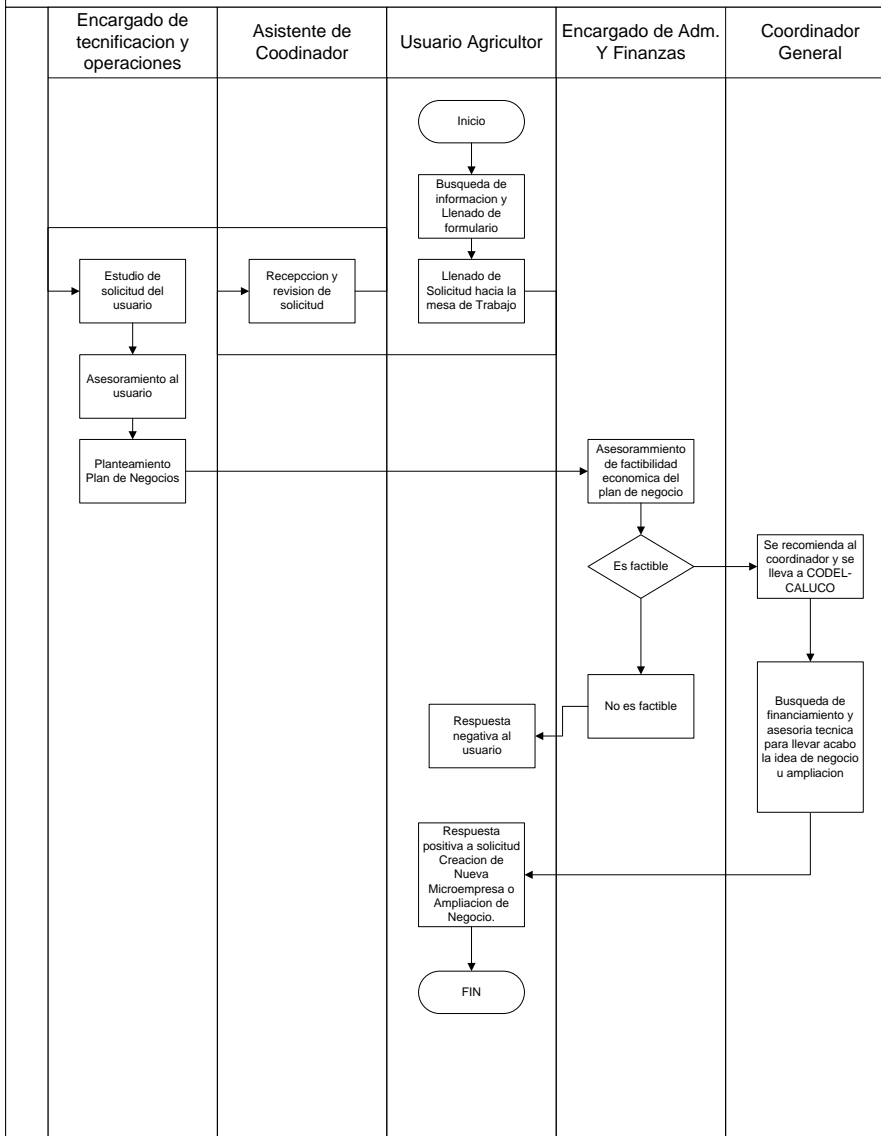 Encargado de
tecnificacion y
operaciones
Asistente de
Coodinador
Usuario Agricultor
Encargado de Adm.
Y Finanzas
Coordinador
General
Inicio
Busqueda de
informacion y
Llenado de
formulario
Estudio de
solicitud del
usuario
Recepccion y
revision de
solicitud
Llenado de
Solicitud hacia la
mesa de Trabajo
Asesoramiento al
usuario
Planteamiento
Plan de Negocios
Asesorammiento
de factibilidad
economica del
plan de negocio
Es factible
Se recomienda al
coordinador y se
lleva a CODEL-
CALUCO
No es factible
Respuesta
negativa al
usuario
Busqueda de
financiamiento y
asesoria tecnica
para llevar acabo
la idea de negocio
u ampliacion
Respuesta
positiva a solicitud
Creacion de
Nueva
Microempresa o
Ampliacion de
Negocio.
FIN